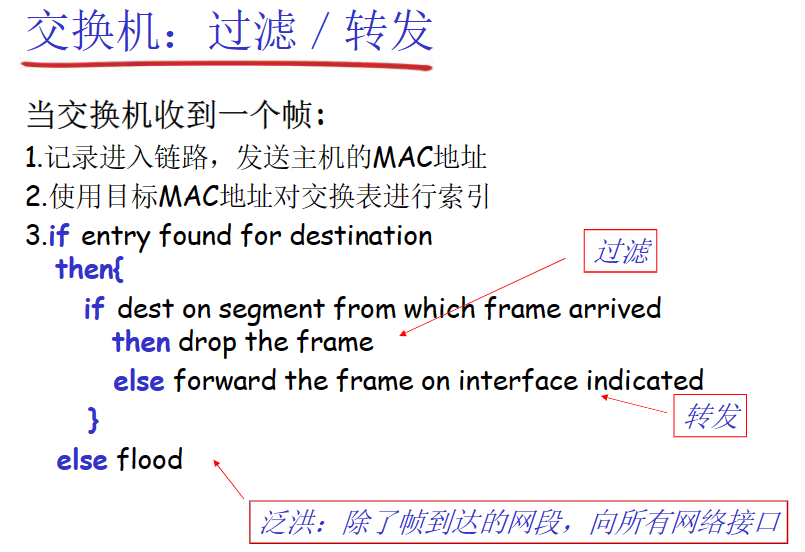 交换机：过滤／转发
当交换机收到一个帧:
1.记录进入链路，发送主机的MAC地址
2.使用目标MAC地址对交换表进行索引
3.if entry found for destination
then{
if dest on segment from which frame arrived
then drop the frame
else forward the frame on interface indicated
}
else flood
过滤
转发
泛洪：除了帧到达的网段，向所有网络接口